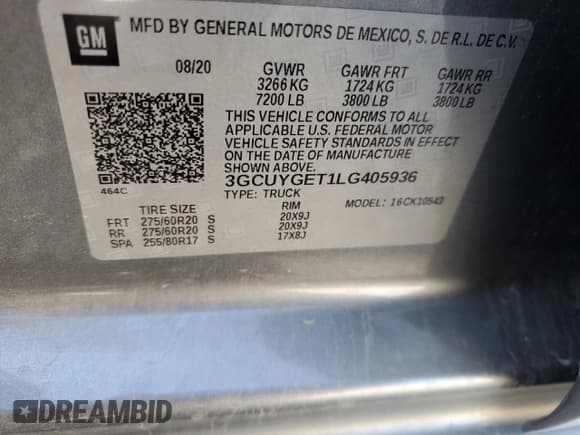 GM
MFD BY GENERAL MOTORS DE MEXICO, S. DE R.L. DE C.V.
08/20 GVWR GAWR FRT GAWR RR
3266 KG 1724 KG 1724 KG
7200 LB 3800 LB 3800 LB
THIS VEHICLE CONFORMS TO ALL
APPLICABLE U.S. FEDERAL MOTOR
VEHICLE SAFETY STANDARDS IN EFFECT
ON THE DATE OF MANUFACTURE SHOWN ABOVE.
464C
3GCUYGET1LG405936
TYPE: TRUCK MODEL: 16CK10543
TIRE SIZE RIM
FRT 275/60R20 S 20X9J
RR 275/60R20 S 20X9J
SPA 255/80R17 S 17X8J
DREAMBID